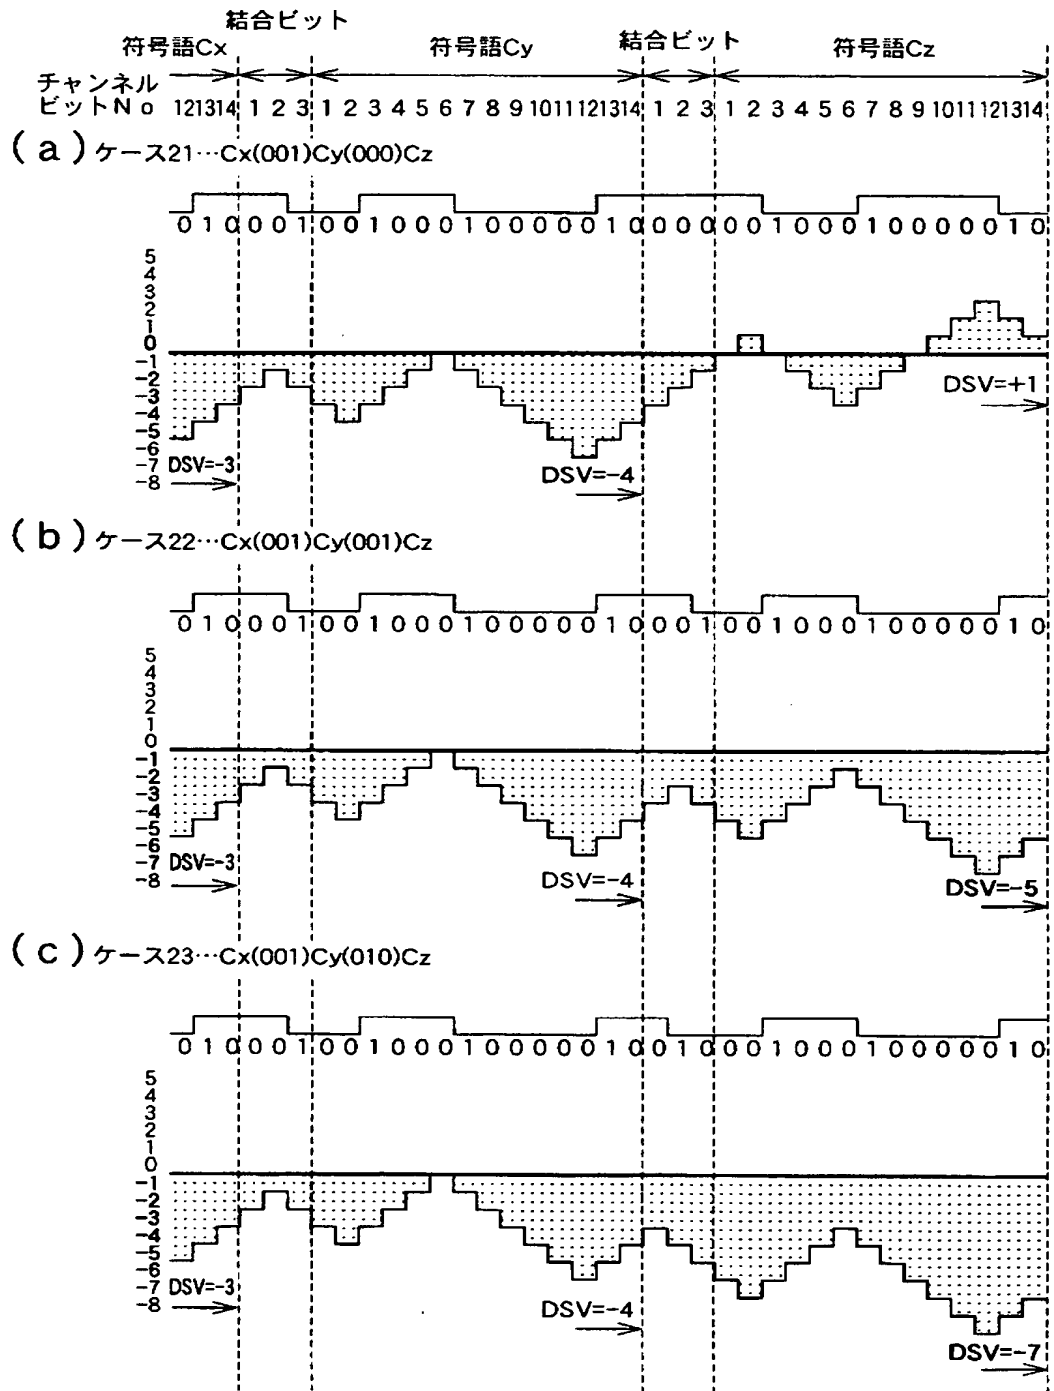 結合ビット
符号語Cx 符号語Cy 結合ビット 符号語Cz
チャンネル
ビットNo 121314 1 2 3 1 2 3 4 5 6 7 8 9 1011121314 1 2 3 1 2 3 4 5 6 7 8 9 1011121314
(a)ケース21…Cx(001)Cy(000)Cz
0 1 0 0 0 1 0 0 1 0 0 0 1 0 0 0 0 0 1 0 0 0 0 0 0 1 0 0 0 1 0 0 0 0 0 1 0
5
4
3
2
1
0
-1
-2
-3
-4
-5
-6
-7
-8
DSV=-3
DSV=-4
DSV=+1
(b)ケース22…Cx(001)Cy(001)Cz
0 1 0 0 0 1 0 0 1 0 0 0 1 0 0 0 0 0 1 0 0 0 1 0 0 1 0 0 0 1 0 0 0 0 0 1 0
5
4
3
2
1
0
-1
-2
-3
-4
-5
-6
-7
-8
DSV=-3
DSV=-4
DSV=-5
(c)ケース23…Cx(001)Cy(010)Cz
0 1 0 0 0 1 0 0 1 0 0 0 1 0 0 0 0 0 1 0 0 1 0 0 0 1 0 0 0 1 0 0 0 0 0 1 0
5
4
3
2
1
0
-1
-2
-3
-4
-5
-6
-7
-8
DSV=-3
DSV=-4
DSV=-7